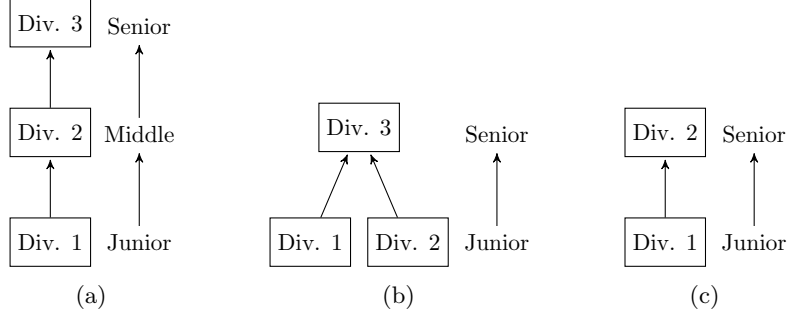 Div. 3 Senior
Div. 2 Middle
Div. 1 Junior
(a)
Div. 3 Senior
Div. 1 Div. 2 Junior
(b)
Div. 2 Senior
Div. 1 Junior
(c)